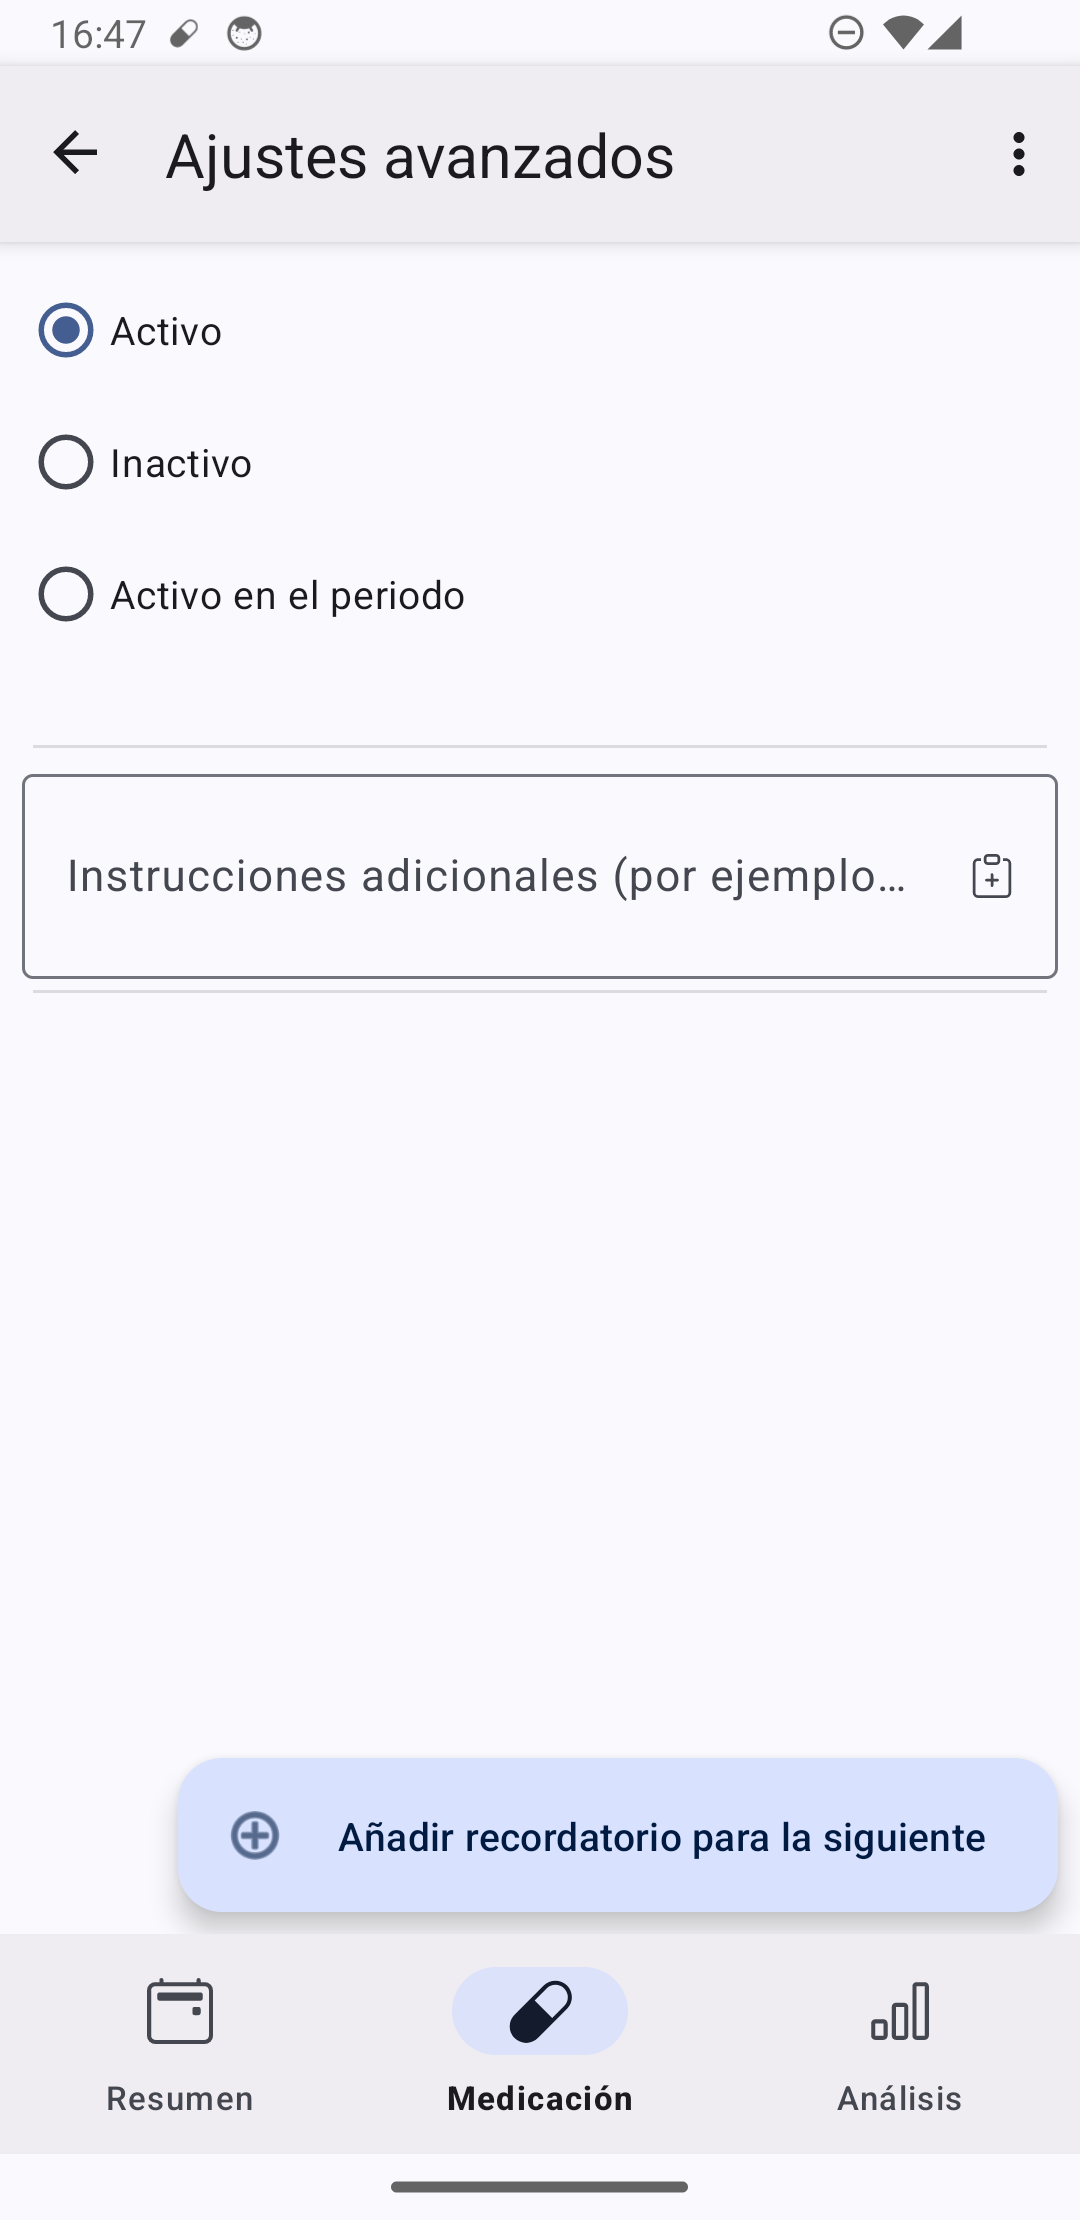 16:47
Ajustes avanzados
Activo
Inactivo
Activo en el periodo
Instrucciones adicionales (por ejemplo…
Añadir recordatorio para la siguiente
Resumen
Medicación
Análisis